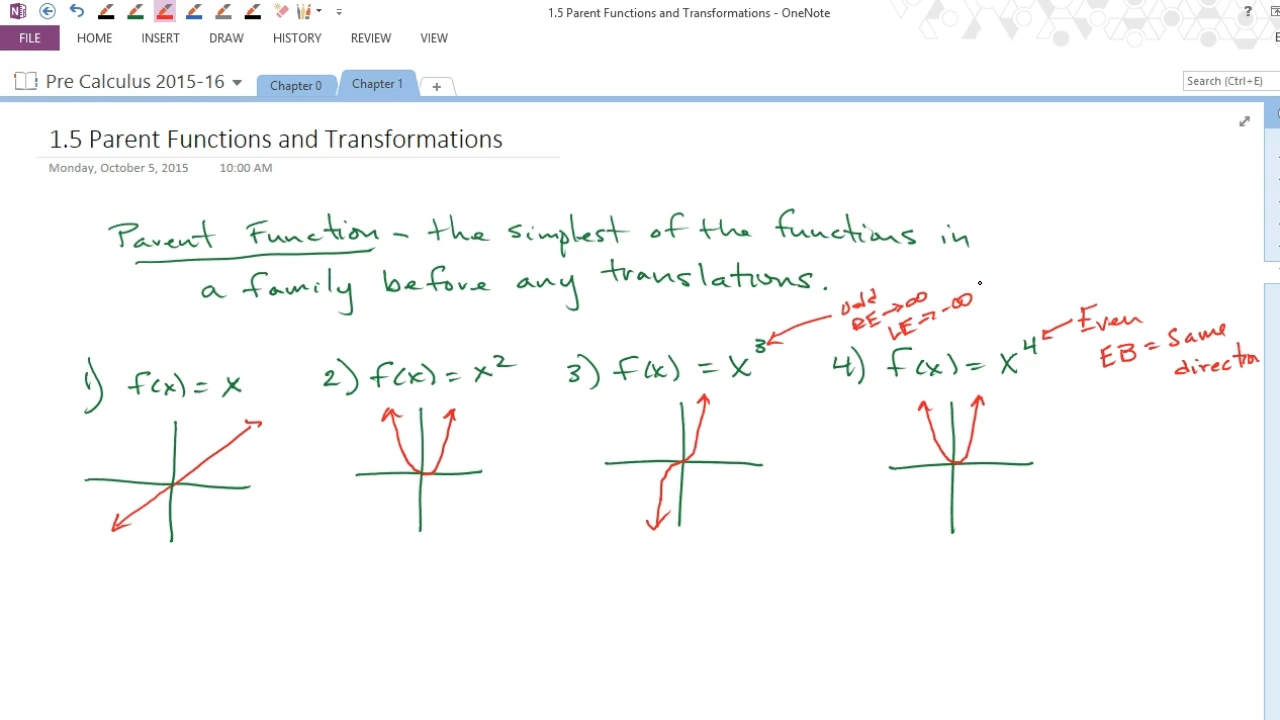 1.5 Parent Functions and Transformations - OneNote
?
FILE HOME INSERT DRAW HISTORY REVIEW VIEW
Pre Calculus 2015-16 Chapter 0 Chapter 1 +
Search (Ctrl+E)
1.5 Parent Functions and Transformations
Monday, October 5, 2015 10:00 AM
Parent Function – the simplest of the functions in
a family before any translations.
1) f(x) = x
2) f(x) = x²
3) f(x) = x³
odd
RE → ∞
LE → -∞
4) f(x) = x⁴
Even
EB = Same
direction